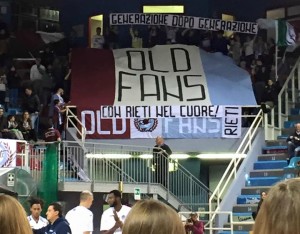 GENERAZIONE DOPO GENERAZIONE
OLD
FANS
CON RIETI NEL CUORE!
OLD FANS
RIETI